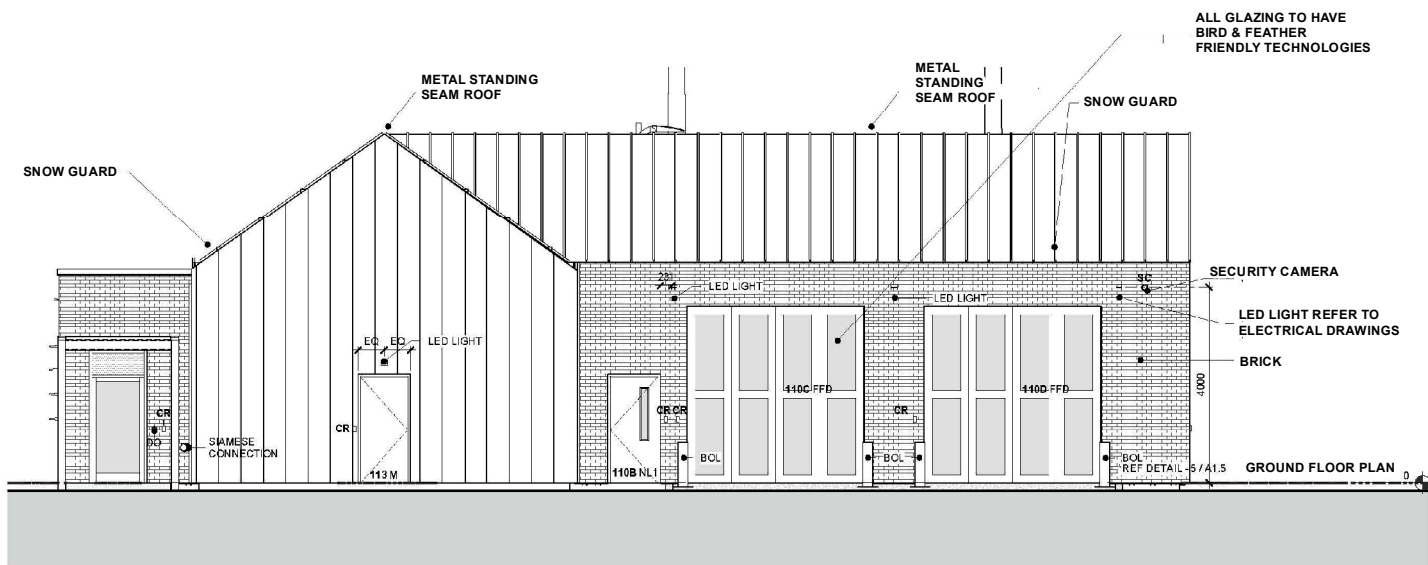 ALL GLAZING TO HAVE
BIRD & FEATHER
FRIENDLY TECHNOLOGIES
METAL STANDING
SEAM ROOF
METAL
STANDING
SEAM ROOF
SNOW GUARD
SNOW GUARD
231
LED LIGHT
LED LIGHT
SC
SECURITY CAMERA
LED LIGHT REFER TO
ELECTRICAL DRAWINGS
EQ EQ
LED LIGHT
BRICK
4000
110C FFD
110D FFD
CR
CR
CR CR
CR
DO
SIAMESE
CONNECTION
113 M
110B NL1
BOL
BOL
BOL
REF DETAIL - 5 / A1.5
GROUND FLOOR PLAN
0